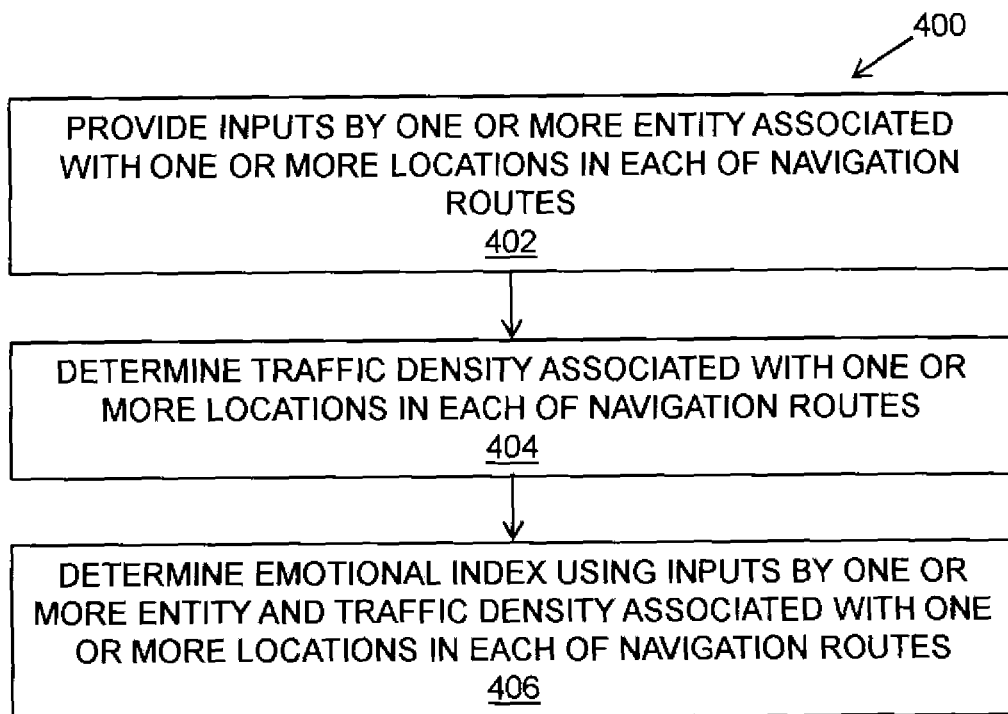 400
PROVIDE INPUTS BY ONE OR MORE ENTITY ASSOCIATED
WITH ONE OR MORE LOCATIONS IN EACH OF NAVIGATION
ROUTES
402
DETERMINE TRAFFIC DENSITY ASSOCIATED WITH ONE OR
MORE LOCATIONS IN EACH OF NAVIGATION ROUTES
404
DETERMINE EMOTIONAL INDEX USING INPUTS BY ONE OR
MORE ENTITY AND TRAFFIC DENSITY ASSOCIATED WITH ONE
OR MORE LOCATIONS IN EACH OF NAVIGATION ROUTES
406